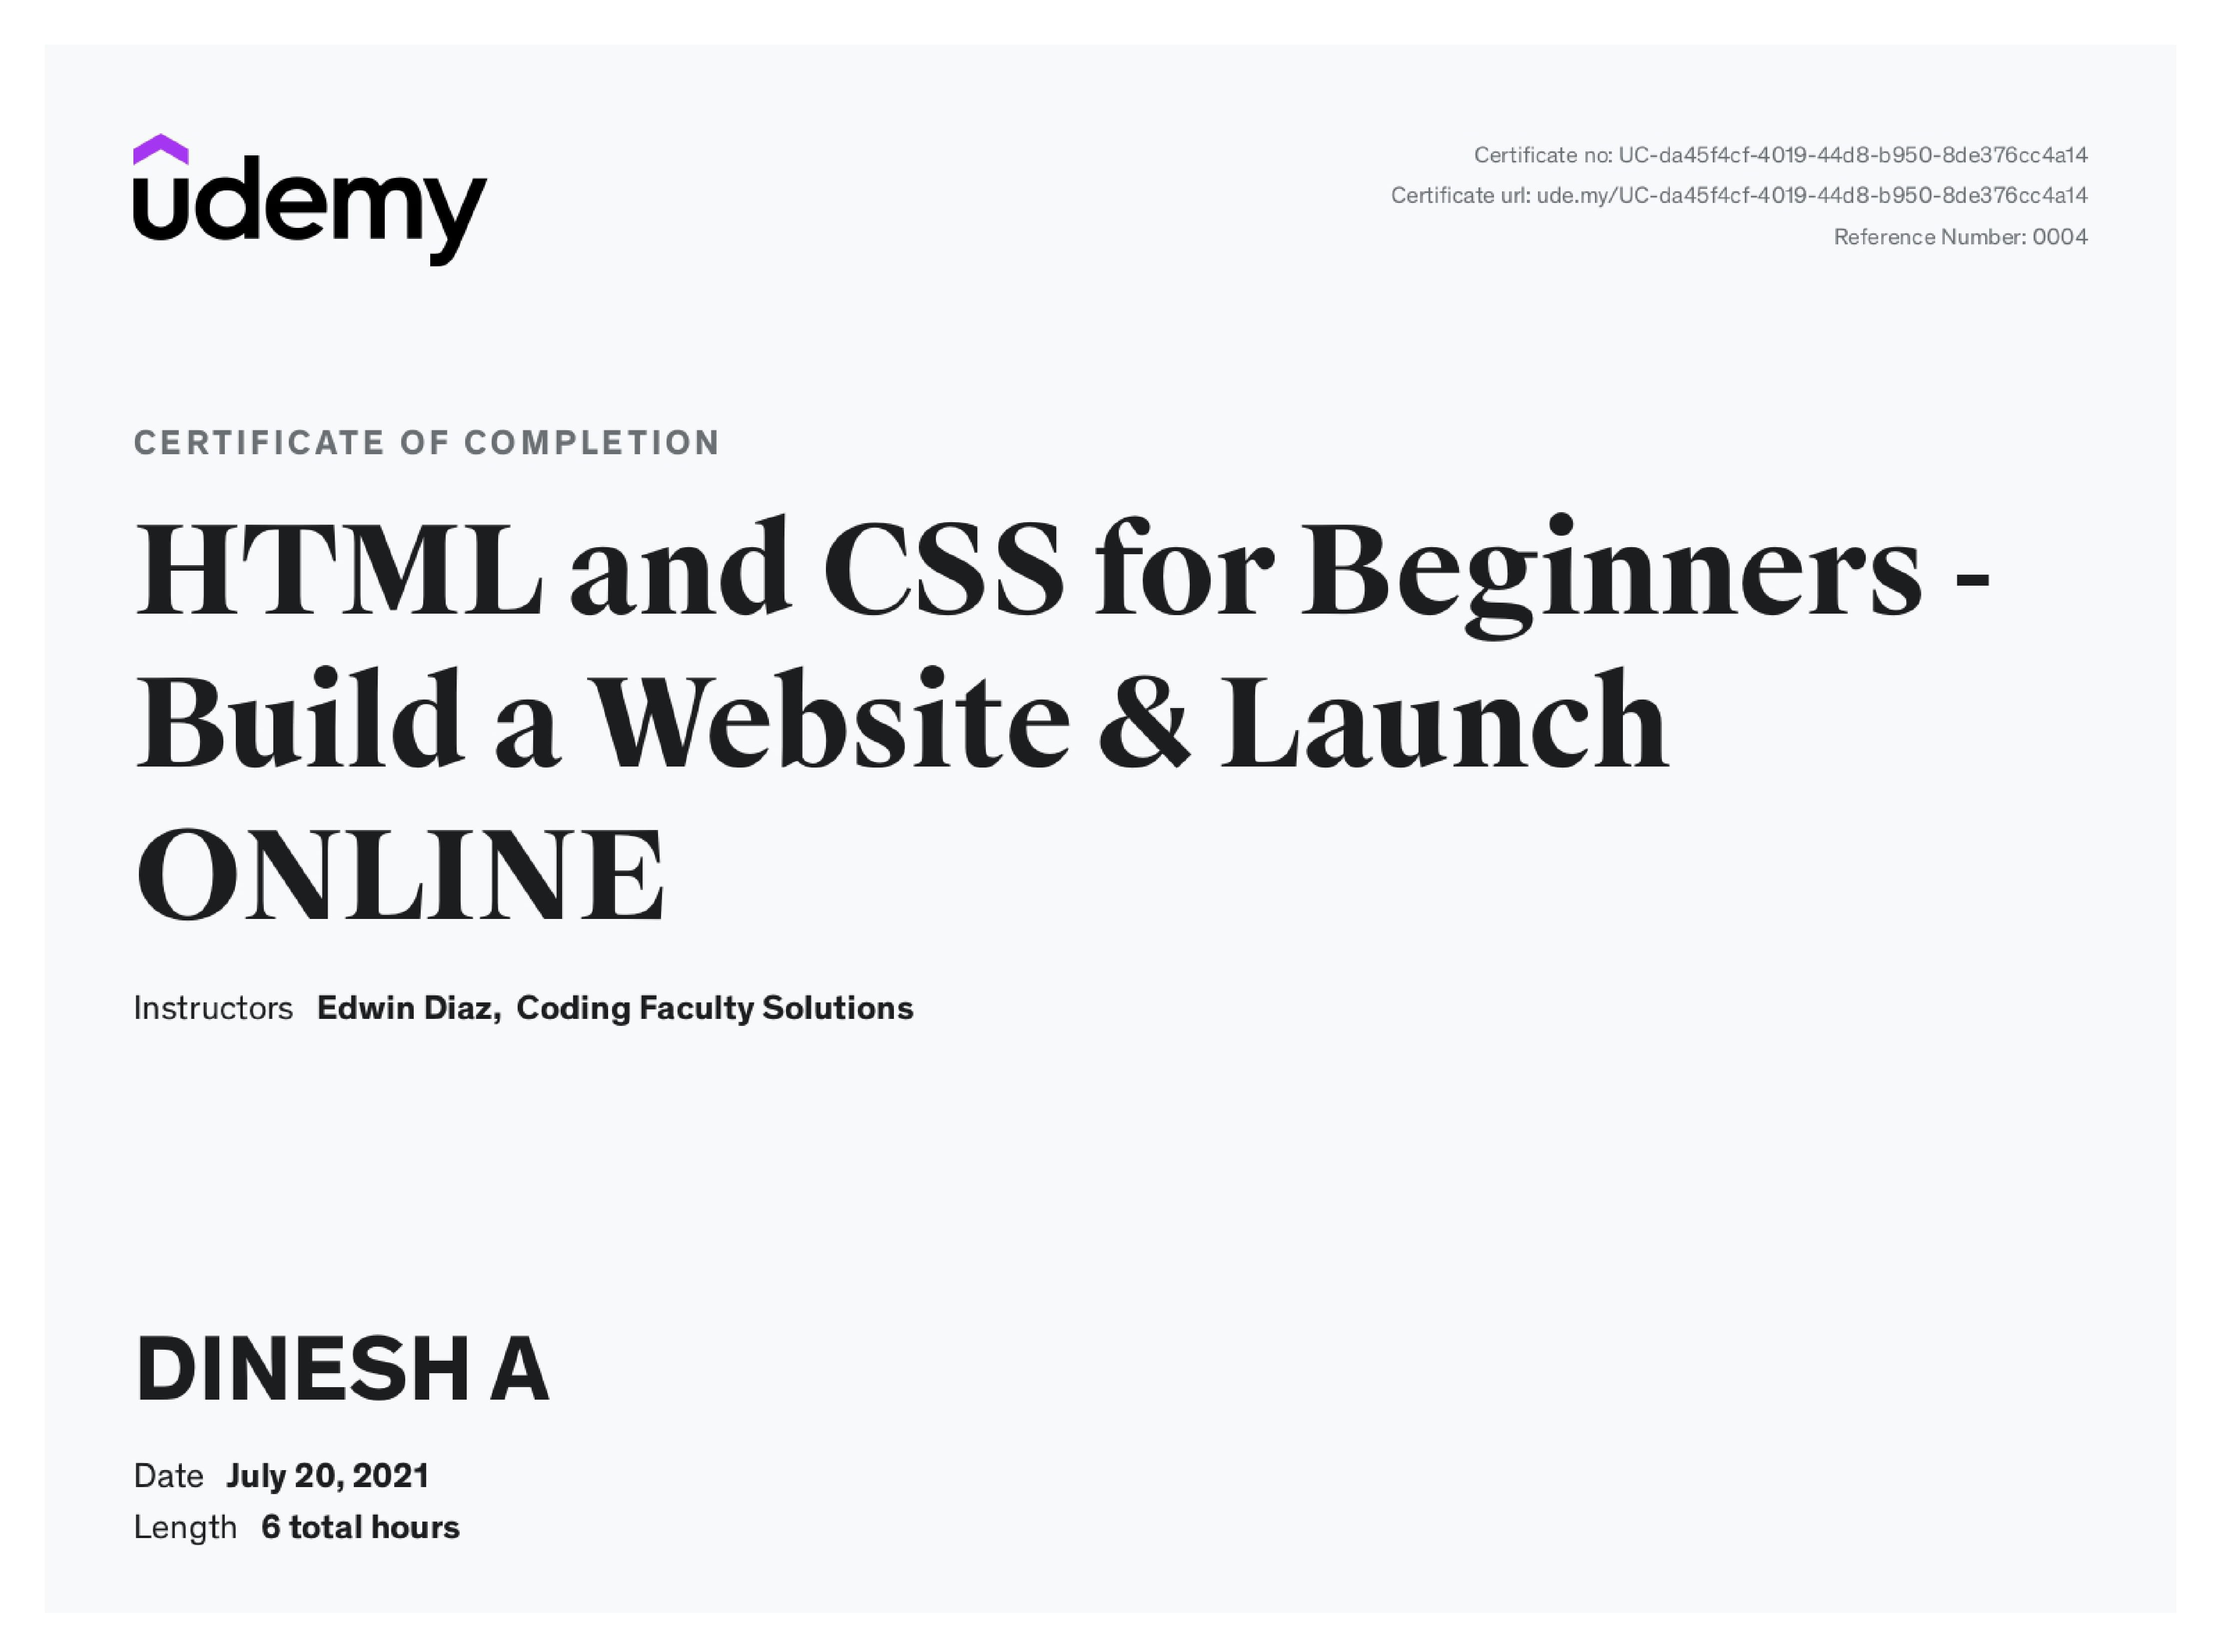 udemy
Certificate no: UC-da45f4cf-4019-44d8-b950-8de376cc4a14
Certificate url: ude.my/UC-da45f4cf-4019-44d8-b950-8de376cc4a14
Reference Number: 0004
CERTIFICATE OF COMPLETION
HTML and CSS for Beginners -
Build a Website & Launch
ONLINE
Instructors Edwin Diaz, Coding Faculty Solutions
DINESH A
Date July 20, 2021
Length 6 total hours